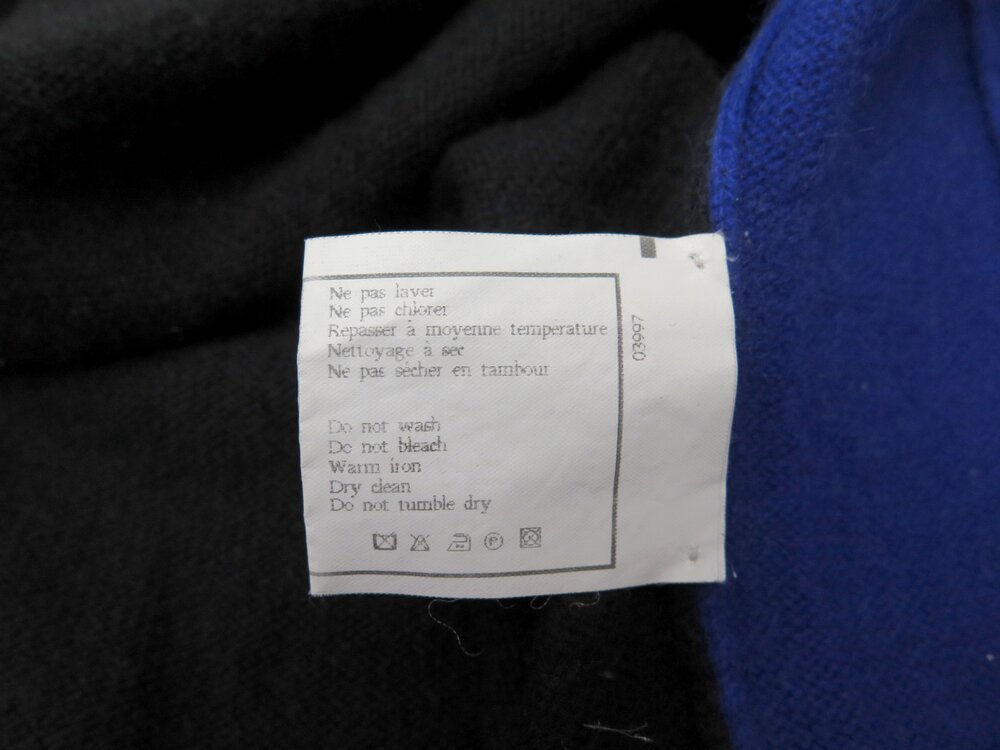 Ne pas laver
Ne pas chlorer
Repasser à moyenne température
Nettoyage à sec
Ne pas sécher en tambour
Do not wash
Do not bleach
Warm iron
Dry clean
Do not tumble dry
P
03997